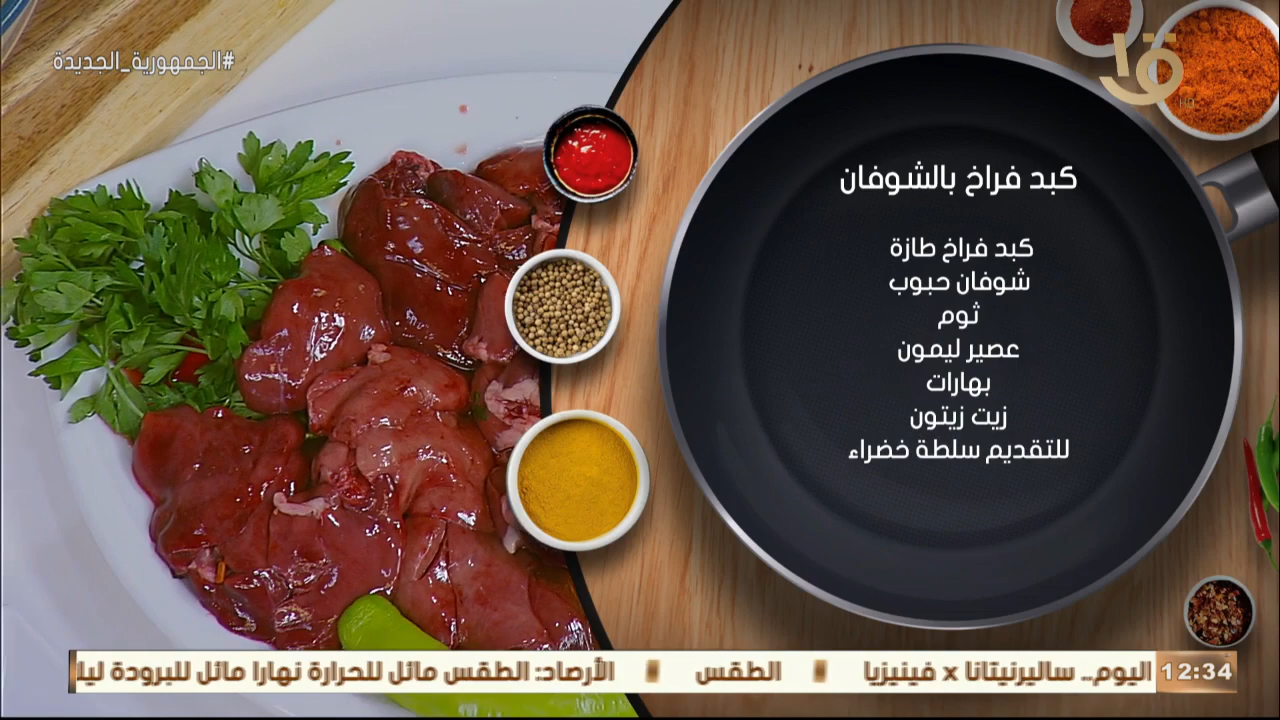 #الجمهورية_الجديدة
HD
كبد فراخ بالشوفان
كبد فراخ طازة
شوفان حبوب
ثوم
عصير ليمون
بهارات
زيت زيتون
للتقديم سلطة خضراء
12:34 اليوم.. ساليرنيتانا x فينيزيا الطقس الأرصاد: الطقس مائل للحرارة نهارا مائل للبرودة ليلا